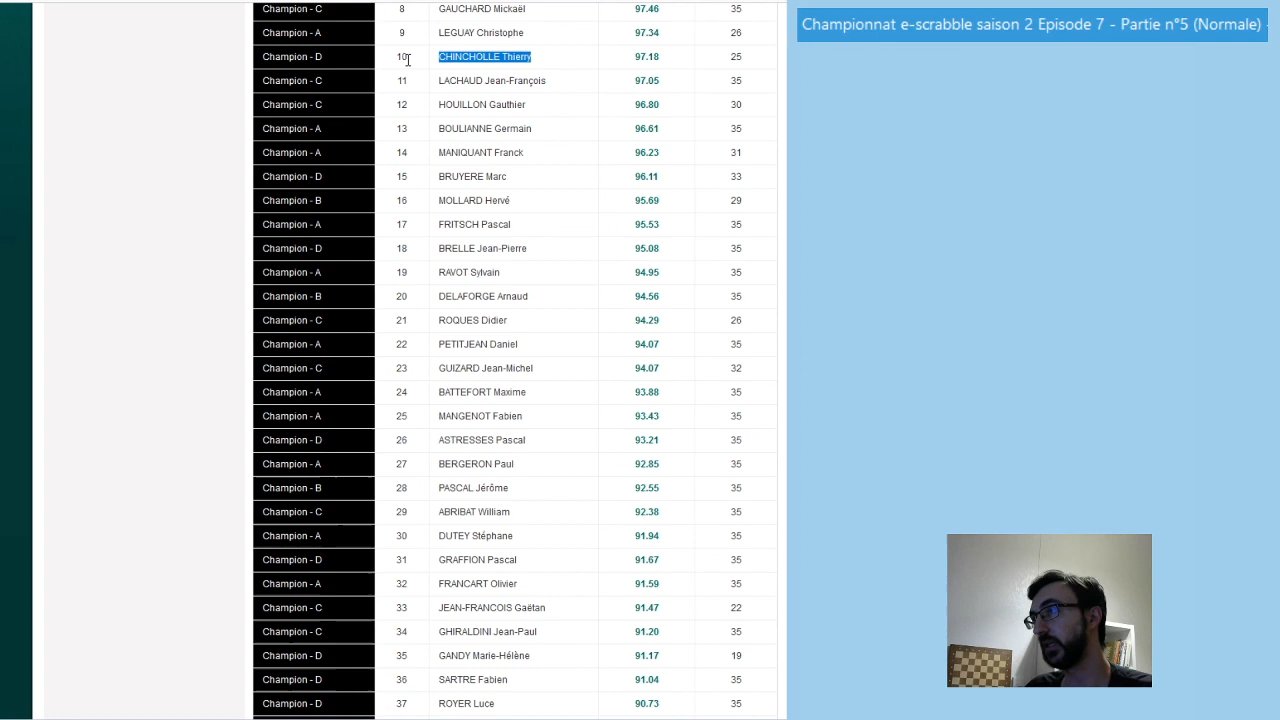 Championnat e-scrabble saison 2 Episode 7 - Partie n°5 (Normale) -
Champion - C 8 GAUCHARD Mickaël 97.46 35
Champion - A 9 LEGUAY Christophe 97.34 26
Champion - D 10 CHINCHOLLE Thierry 97.18 25
Champion - C 11 LACHAUD Jean-François 97.05 35
Champion - C 12 HOUILLON Gauthier 96.80 30
Champion - A 13 BOULIANNE Germain 96.61 35
Champion - A 14 MANIQUANT Franck 96.23 31
Champion - D 15 BRUYERE Marc 96.11 33
Champion - B 16 MOLLARD Hervé 95.69 29
Champion - A 17 FRITSCH Pascal 95.53 35
Champion - D 18 BRELLE Jean-Pierre 95.08 35
Champion - A 19 RAVOT Sylvain 94.95 35
Champion - B 20 DELAFORGE Arnaud 94.56 35
Champion - C 21 ROQUES Didier 94.29 26
Champion - A 22 PETITJEAN Daniel 94.07 35
Champion - C 23 GUIZARD Jean-Michel 94.07 32
Champion - A 24 BATTEFORT Maxime 93.88 35
Champion - A 25 MANGENOT Fabien 93.43 35
Champion - D 26 ASTRESSES Pascal 93.21 35
Champion - A 27 BERGERON Paul 92.85 35
Champion - B 28 PASCAL Jérôme 92.55 35
Champion - C 29 ABRIBAT William 92.38 35
Champion - A 30 DUTEY Stéphane 91.94 35
Champion - D 31 GRAFFION Pascal 91.67 35
Champion - A 32 FRANCART Olivier 91.59 35
Champion - C 33 JEAN-FRANCOIS Gaëtan 91.47 22
Champion - C 34 GHIRALDINI Jean-Paul 91.20 35
Champion - D 35 GANDY Marie-Hélène 91.17 19
Champion - D 36 SARTRE Fabien 91.04 35
Champion - D 37 ROYER Luce 90.73 35